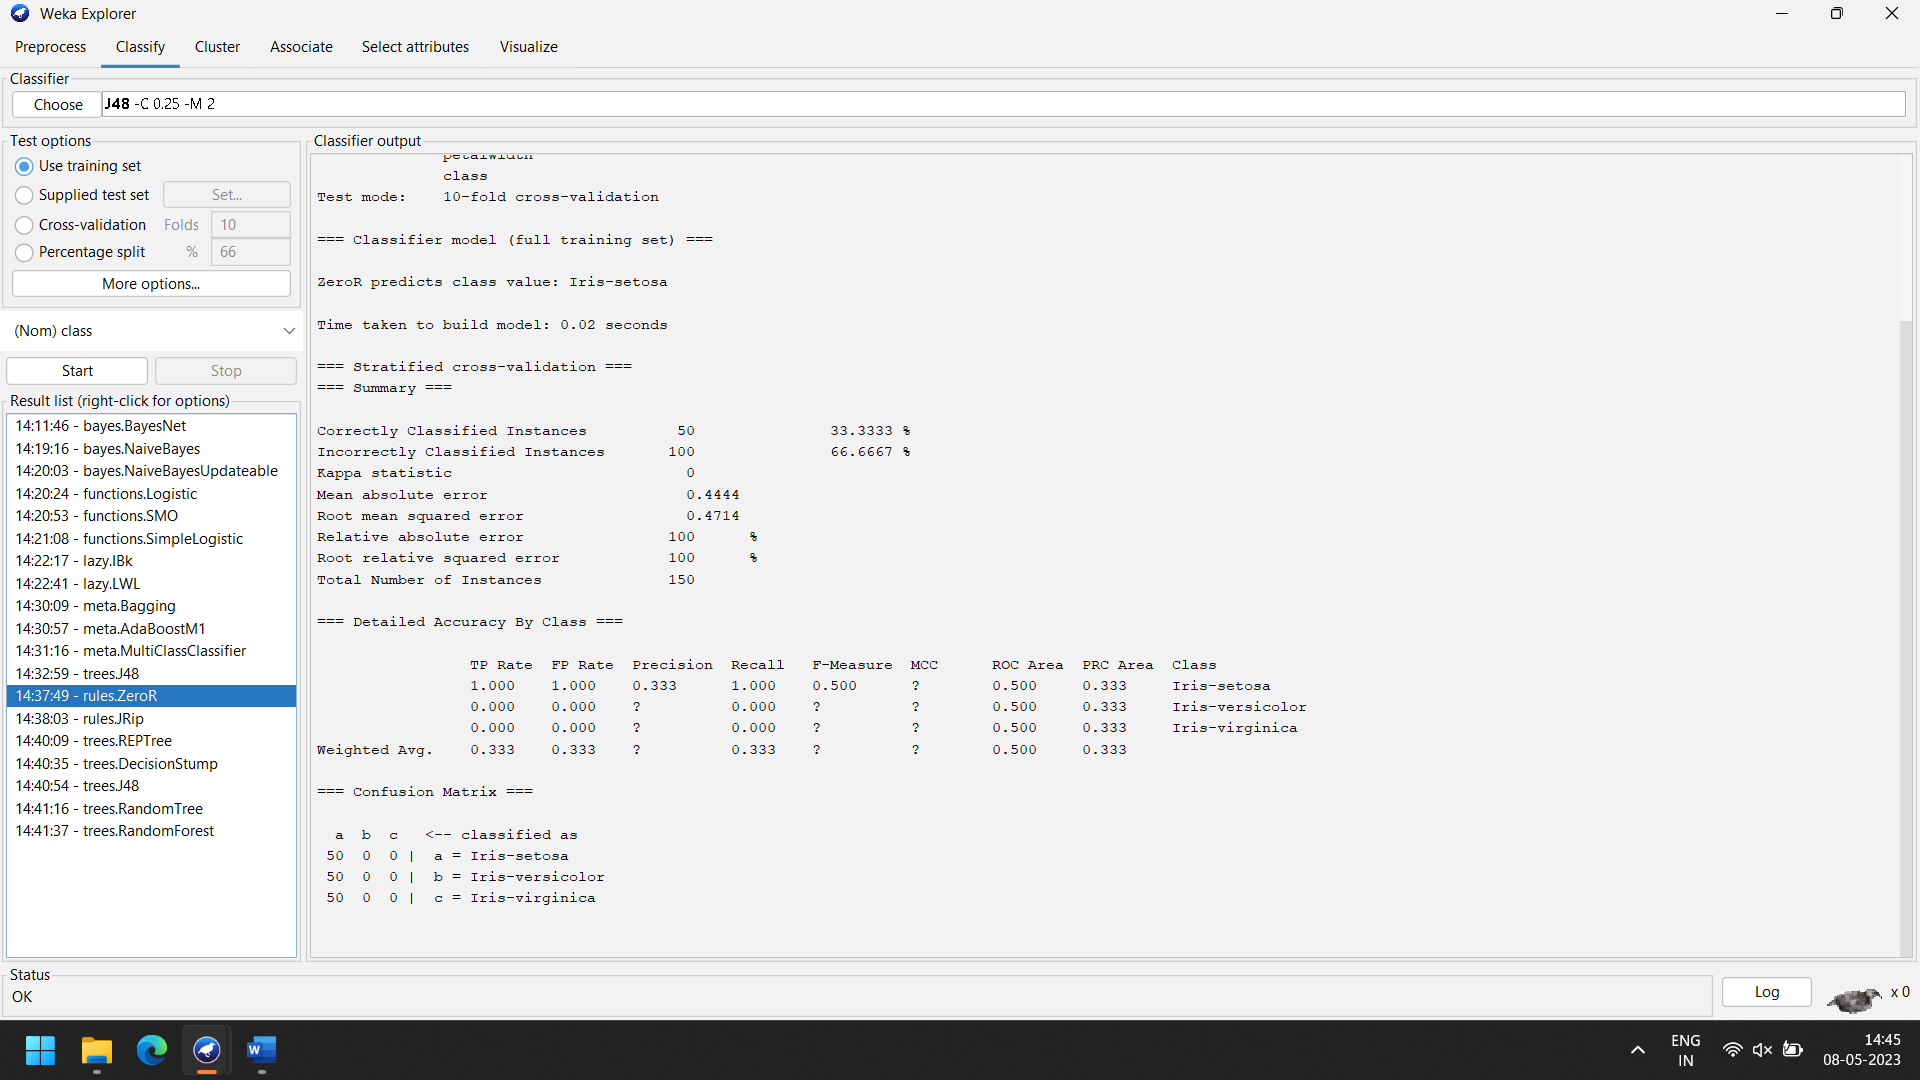 Weka Explorer
Preprocess Classify Cluster Associate Select attributes Visualize
Classifier
Choose J48 -C 0.25 -M 2
Test options
Use training set
Supplied test set Set...
Cross-validation Folds 10
Percentage split % 66
More options...
(Nom) class
Start Stop
Result list (right-click for options)
14:11:46 - bayes.BayesNet
14:19:16 - bayes.NaiveBayes
14:20:03 - bayes.NaiveBayesUpdateable
14:20:24 - functions.Logistic
14:20:53 - functions.SMO
14:21:08 - functions.SimpleLogistic
14:22:17 - lazy.IBk
14:22:41 - lazy.LWL
14:30:09 - meta.Bagging
14:30:57 - meta.AdaBoostM1
14:31:16 - meta.MultiClassClassifier
14:32:59 - trees.J48
14:37:49 - rules.ZeroR
14:38:03 - rules.JRip
14:40:09 - trees.REPTree
14:40:35 - trees.DecisionStump
14:40:54 - trees.J48
14:41:16 - trees.RandomTree
14:41:37 - trees.RandomForest
Classifier output
petalwidth
class
Test mode: 10-fold cross-validation
=== Classifier model (full training set) ===
ZeroR predicts class value: Iris-setosa
Time taken to build model: 0.02 seconds
=== Stratified cross-validation ===
=== Summary ===
Correctly Classified Instances 50 33.3333 %
Incorrectly Classified Instances 100 66.6667 %
Kappa statistic 0
Mean absolute error 0.4444
Root mean squared error 0.4714
Relative absolute error 100 %
Root relative squared error 100 %
Total Number of Instances 150
=== Detailed Accuracy By Class ===
TP Rate FP Rate Precision Recall F-Measure MCC ROC Area PRC Area Class
1.000 1.000 0.333 1.000 0.500 ? 0.500 0.333 Iris-setosa
0.000 0.000 ? 0.000 ? ? 0.500 0.333 Iris-versicolor
0.000 0.000 ? 0.000 ? ? 0.500 0.333 Iris-virginica
Weighted Avg. 0.333 0.333 ? 0.333 ? ? 0.500 0.333
=== Confusion Matrix ===
a b c <-- classified as
50 0 0 | a = Iris-setosa
50 0 0 | b = Iris-versicolor
50 0 0 | c = Iris-virginica
Status
OK
Log x 0
W
ENG
IN
14:45
08-05-2023